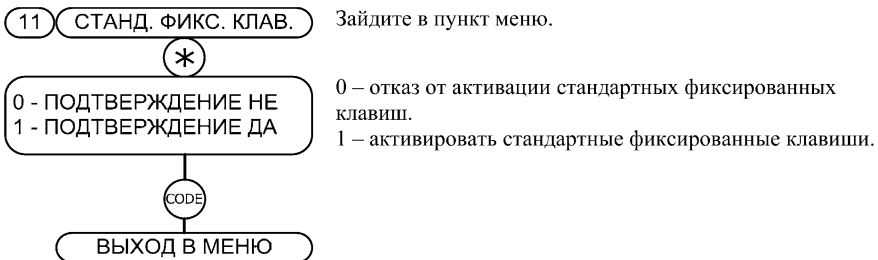 11 СТАНД. ФИКС. КЛАВ. Зайдите в пункт меню.
*
0 - ПОДТВЕРЖДЕНИЕ НЕ
1 - ПОДТВЕРЖДЕНИЕ ДА
0 – отказ от активации стандартных фиксированных
клавиш.
1 – активировать стандартные фиксированные клавиши.
CODE
ВЫХОД В МЕНЮ